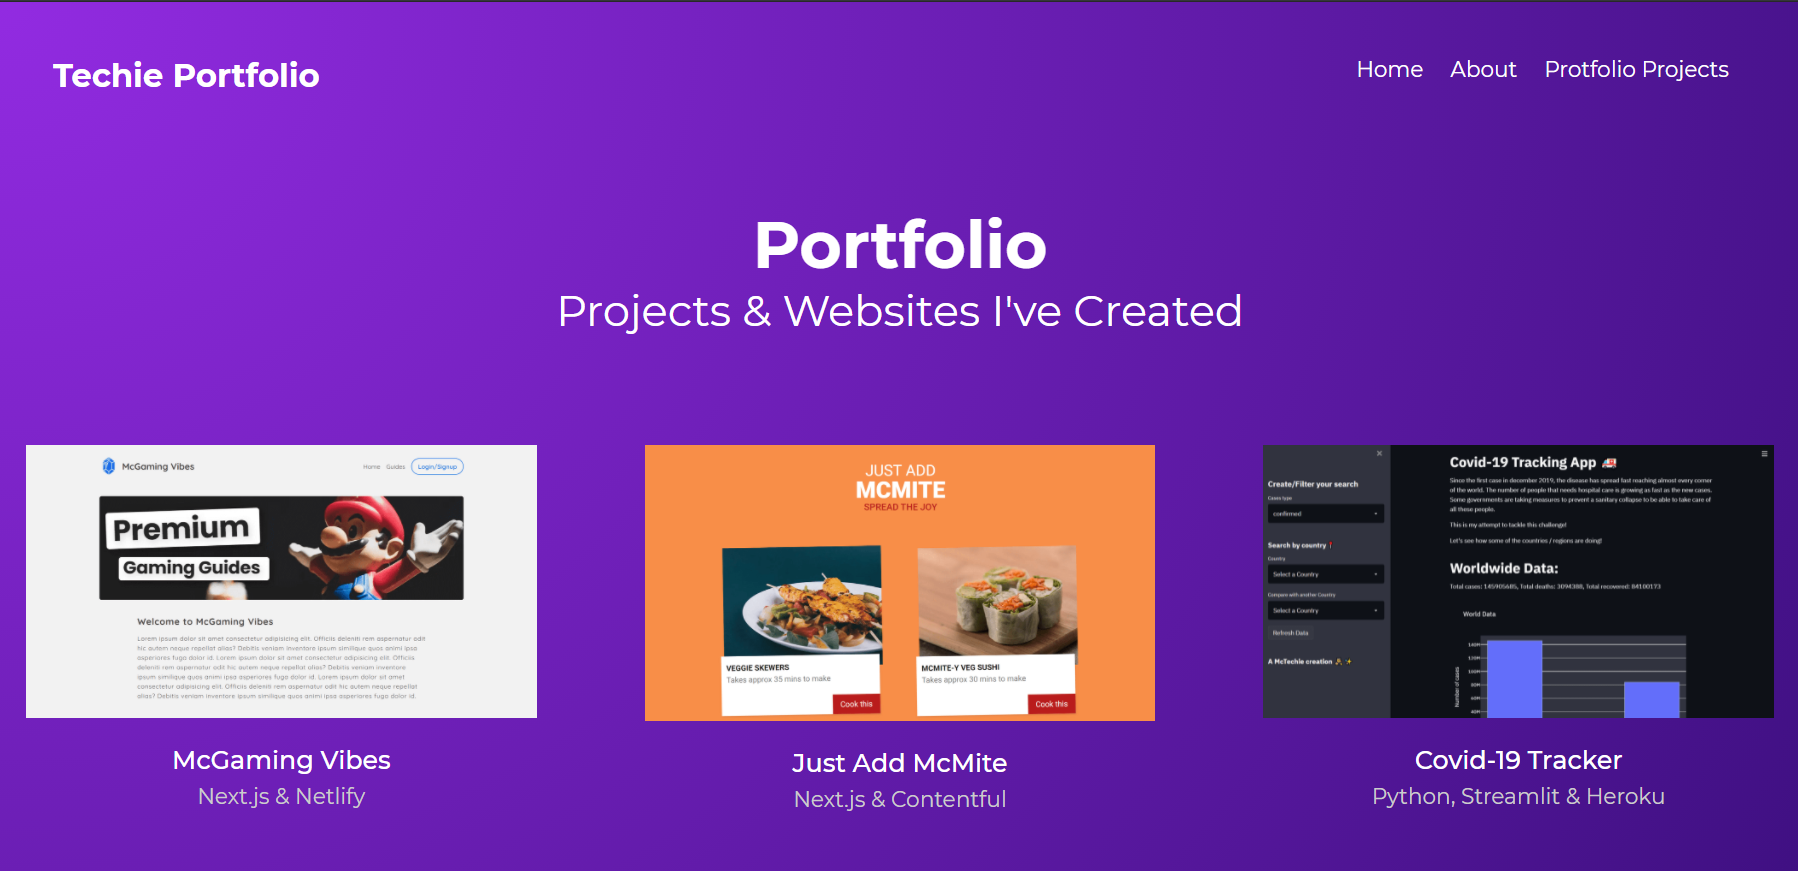 Techie Portfolio
Home About Protfolio Projects
Portfolio
Projects & Websites I've Created
McGaming Vibes
Home Guides Login/Signup
Premium
Gaming Guides
Welcome to McGaming Vibes
Lorem ipsum dolor sit amet consectetur adipisicing elit. Officiis deleniti rem aspernatur odit
hic autem neque repellat alias? Debitis veniam inventore ipsum similique quos animi ipsa
asperiores fuga dolor id. Lorem ipsum dolor sit amet consectetur adipisicing elit. Officiis
deleniti rem aspernatur odit hic autem neque repellat alias? Debitis veniam inventore
ipsum similique quos animi ipsa asperiores fuga dolor id. Lorem ipsum dolor sit amet
consectetur adipisicing elit. Officiis deleniti rem aspernatur odit hic autem neque repellat
alias? Debitis veniam inventore ipsum similique quos animi ipsa asperiores fuga dolor id.
McGaming Vibes
Next.js & Netlify
JUST ADD
MCMITE
SPREAD THE JOY
VEGGIE SKEWERS
Takes approx 35 mins to make
Cook this
MCMITE-Y VEG SUSHI
Takes approx 30 mins to make
Cook this
Just Add McMite
Next.js & Contentful
Create/Filter your search
Cases type
confirmed
Search by country
Country
Select a Country
Compare with another Country
Select a Country
Refresh Data
A McTechie creation
Covid-19 Tracking App
Since the first case in december 2019, the disease has spread fast reaching almost every corner
of the world. The number of people that needs hospital care is growing as fast as the new cases.
Some governments are taking measures to prevent a sanitary collapse to be able to take care of
all these people.
This is my attempt to tackle this challenge!
Let's see how some of the countries / regions are doing!
Worldwide Data:
Total cases: 145905685, Total deaths: 3094388, Total recovered: 84100173
World Data
Number of cases
140M
120M
100M
80M
60M
40M
Covid-19 Tracker
Python, Streamlit & Heroku